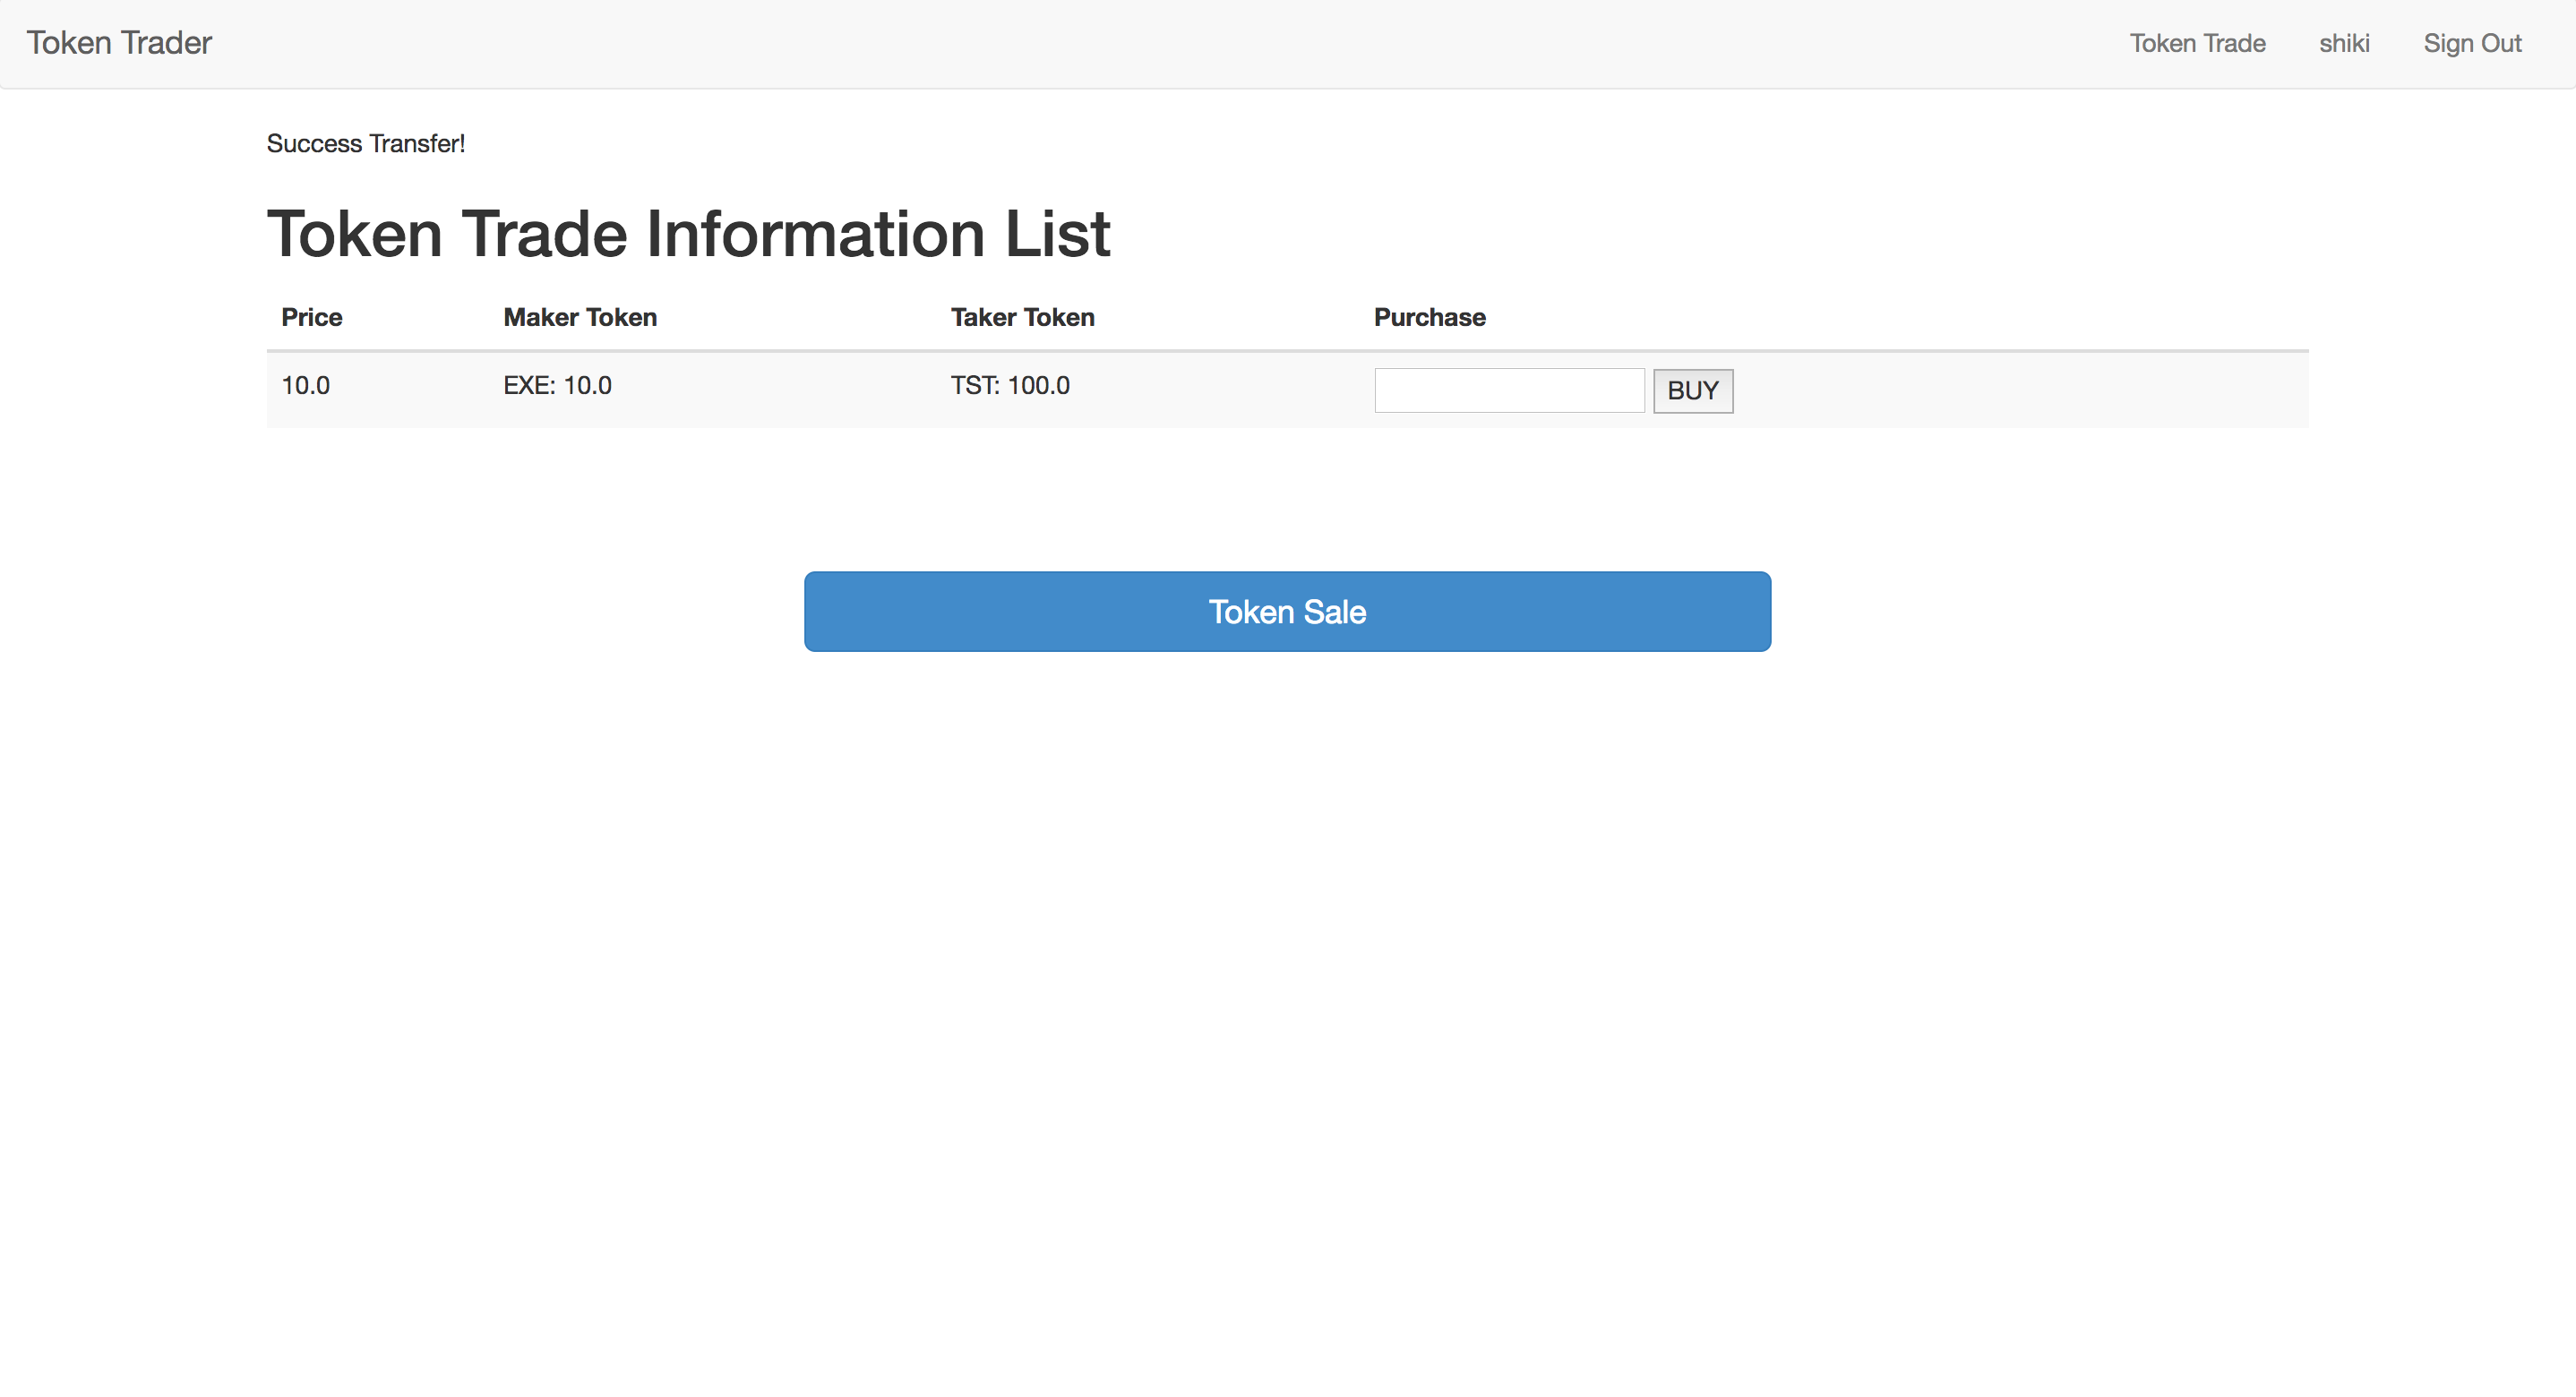 Token Trader Token Trade shiki Sign Out
Success Transfer!
Token Trade Information List
Price Maker Token Taker Token Purchase
10.0 EXE: 10.0 TST: 100.0 BUY
Token Sale